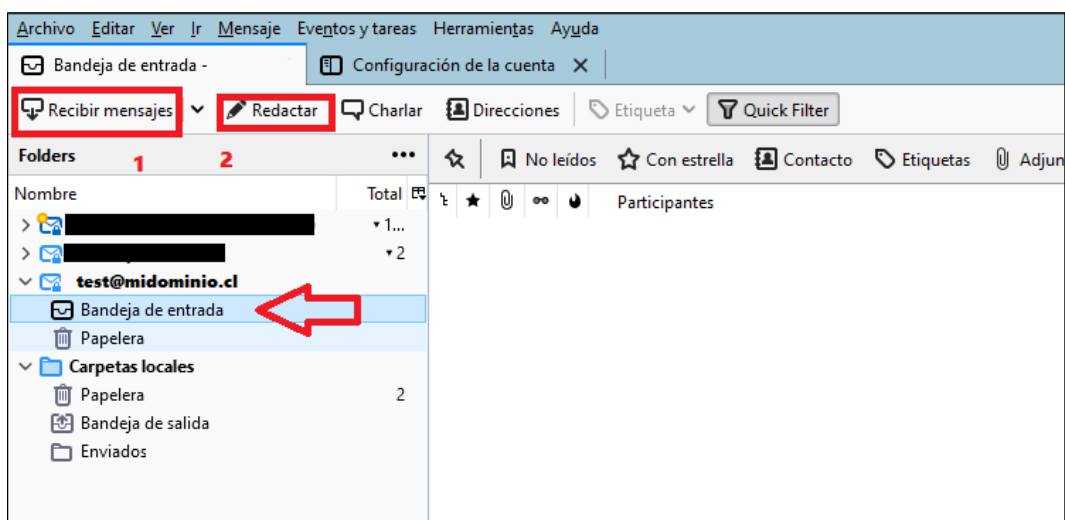 Archivo Editar Ver Ir Mensaje Eventos y tareas Herramientas Ayuda
Bandeja de entrada - Configuración de la cuenta
Recibir mensajes Redactar Charlar Direcciones Etiqueta Quick Filter
Folders 1 2 ••• No leídos Con estrella Contacto Etiquetas Adjun
Nombre Total Participantes
1...
2
test@midominio.cl
Bandeja de entrada
Papelera
Carpetas locales
Papelera 2
Bandeja de salida
Enviados